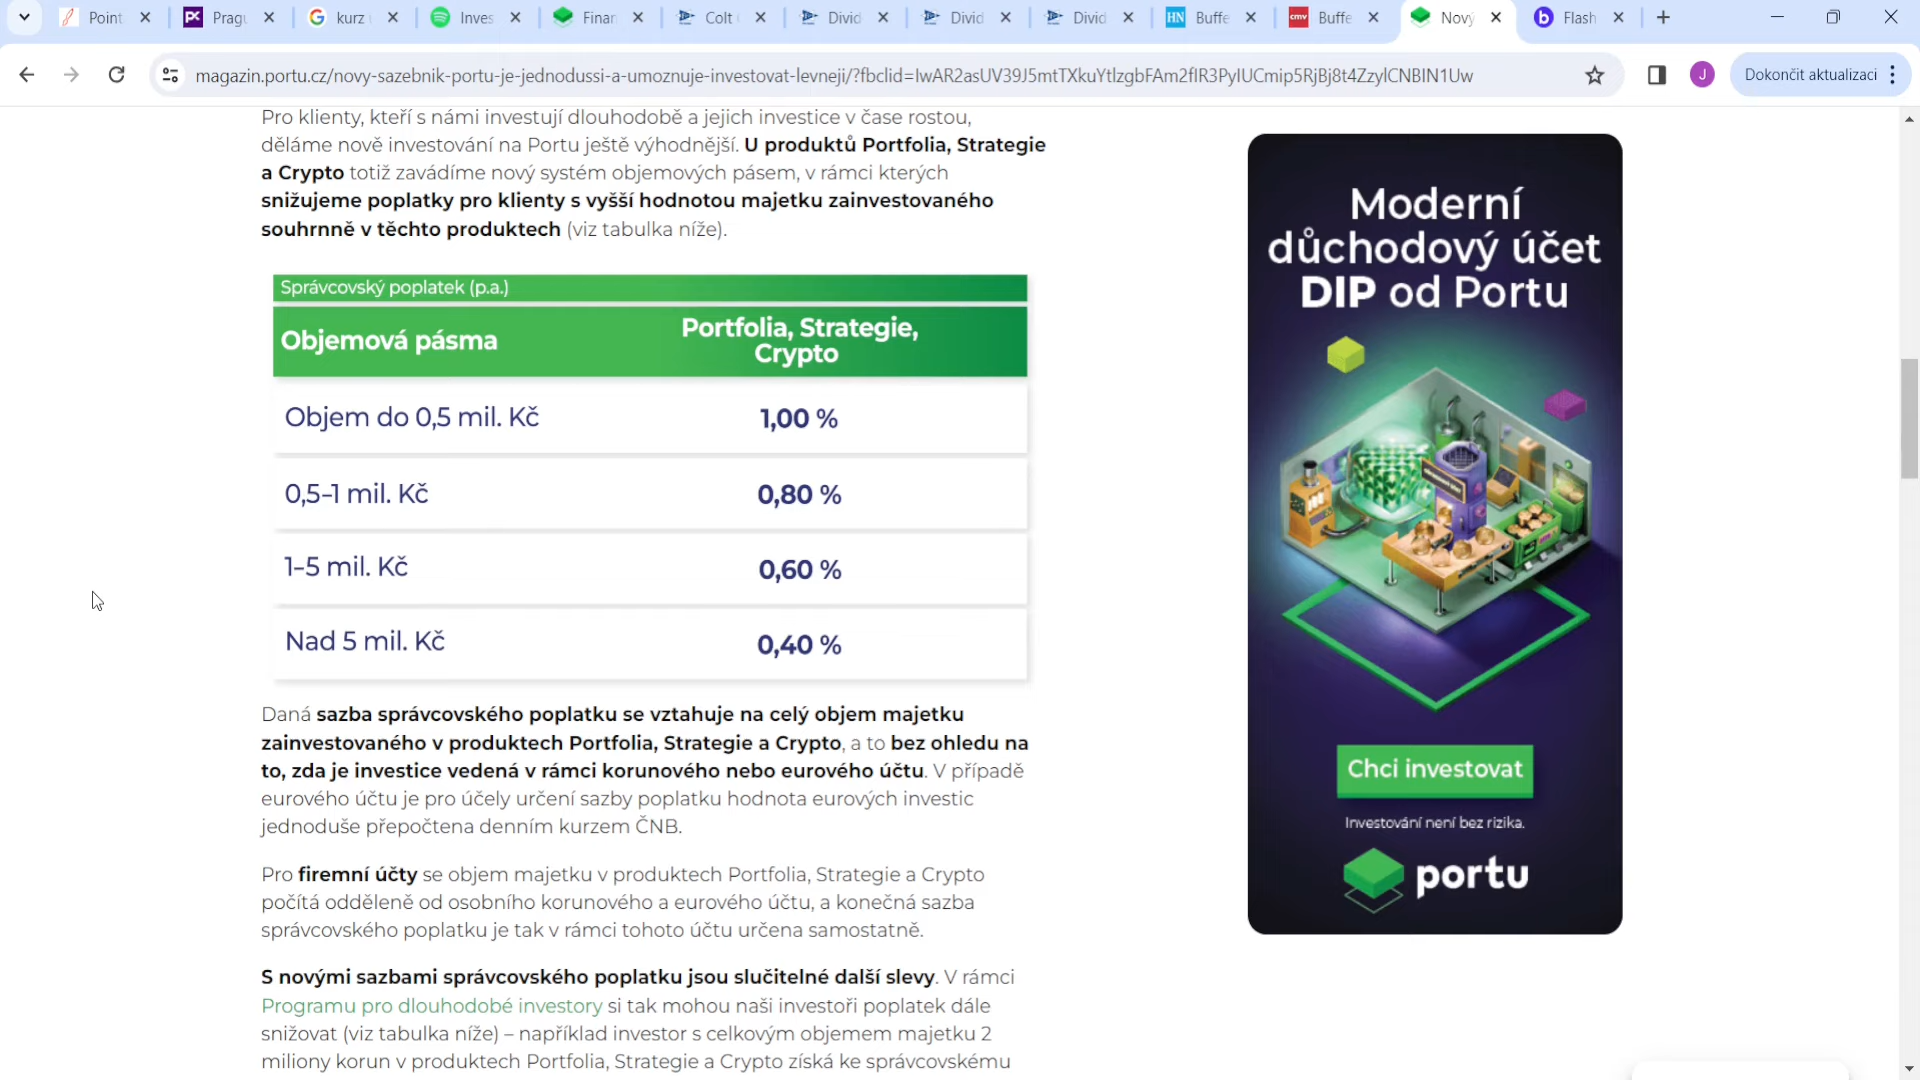 Point
Pragu
kurz
Inves
Finan
Colt
Divid
Divid
Divid
HN Buffe
cmv Buffe
Nový
Flash
magazin.portu.cz/novy-sazebnik-portu-je-jednodussi-a-umoznuje-investovat-levneji/?fbclid=IwAR2asUV39J5mtTXkuYtlzgbFAm2flR3PyIUCmip5RjBj8t4ZzylCNBIN1Uw
J
Dokončit aktualizaci
Pro klienty, kteří s námi investují dlouhodobě a jejich investice v čase rostou,
děláme nově investování na Portu ještě výhodnější. U produktů Portfolia, Strategie
a Crypto totiž zavádíme nový systém objemových pásem, v rámci kterých
snižujeme poplatky pro klienty s vyšší hodnotou majetku zainvestovaného
souhrnně v těchto produktech (viz tabulka níže).
Správcovský poplatek (p.a.)
Objemová pásma
Portfolia, Strategie,
Crypto
Objem do 0,5 mil. Kč 1,00 %
0,5-1 mil. Kč 0,80 %
1-5 mil. Kč 0,60 %
Nad 5 mil. Kč 0,40 %
Daná sazba správcovského poplatku se vztahuje na celý objem majetku
zainvestovaného v produktech Portfolia, Strategie a Crypto, a to bez ohledu na
to, zda je investice vedená v rámci korunového nebo eurového účtu. V případě
eurového účtu je pro účely určení sazby poplatku hodnota eurových investic
jednoduše přepočtena denním kurzem ČNB.
Pro firemní účty se objem majetku v produktech Portfolia, Strategie a Crypto
počítá odděleně od osobního korunového a eurového účtu, a konečná sazba
správcovského poplatku je tak v rámci tohoto účtu určena samostatně.
S novými sazbami správcovského poplatku jsou slučitelné další slevy. V rámci
Programu pro dlouhodobé investory si tak mohou naši investoři poplatek dále
snižovat (viz tabulka níže) – například investor s celkovým objemem majetku 2
miliony korun v produktech Portfolia, Strategie a Crypto získá ke správcovskému
Moderní
důchodový účet
DIP od Portu
Chci investovat
Investování není bez rizika.
portu